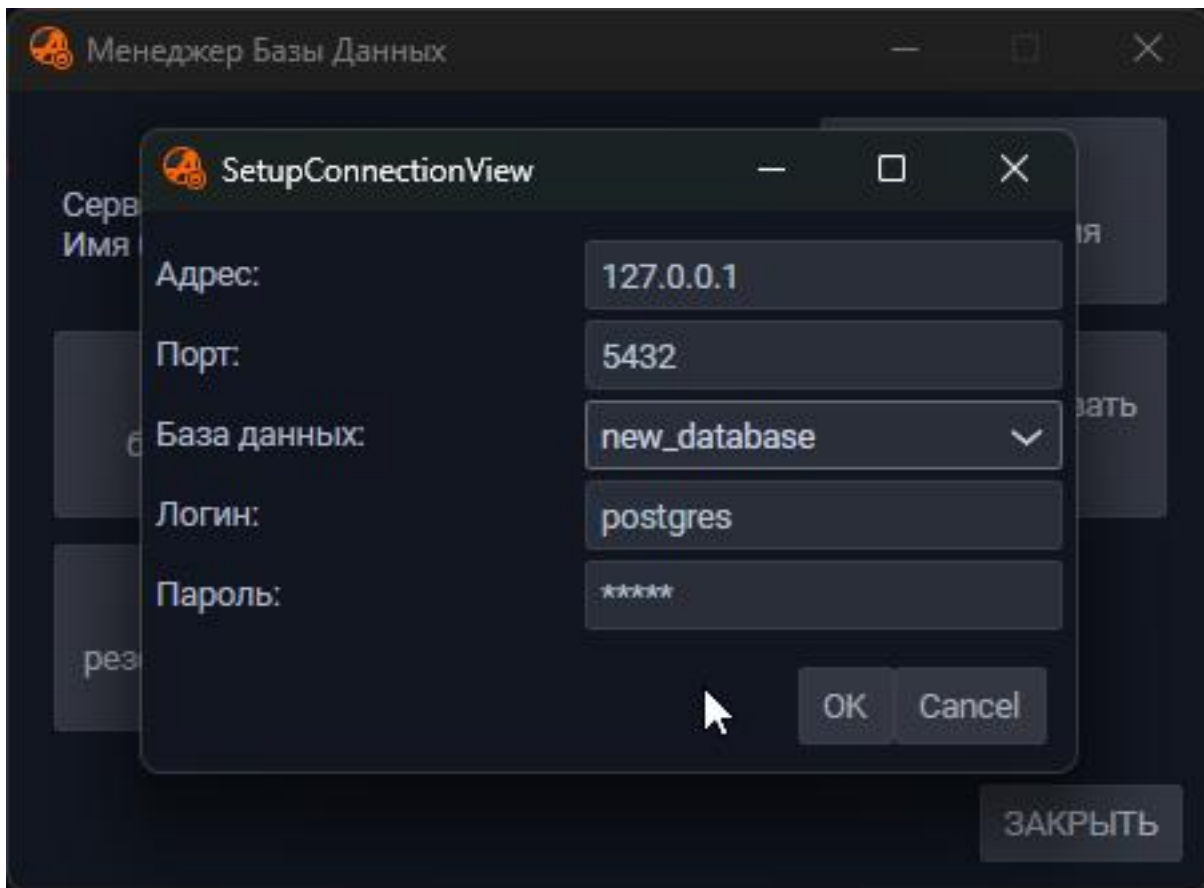 Менеджер Базы Данных
SetupConnectionView
Имя
Адрес: 127.0.0.1
Порт: 5432
База данных: new_database
Логин: postgres
Пароль: *****
OK Cancel
ЗАКРЫТЬ